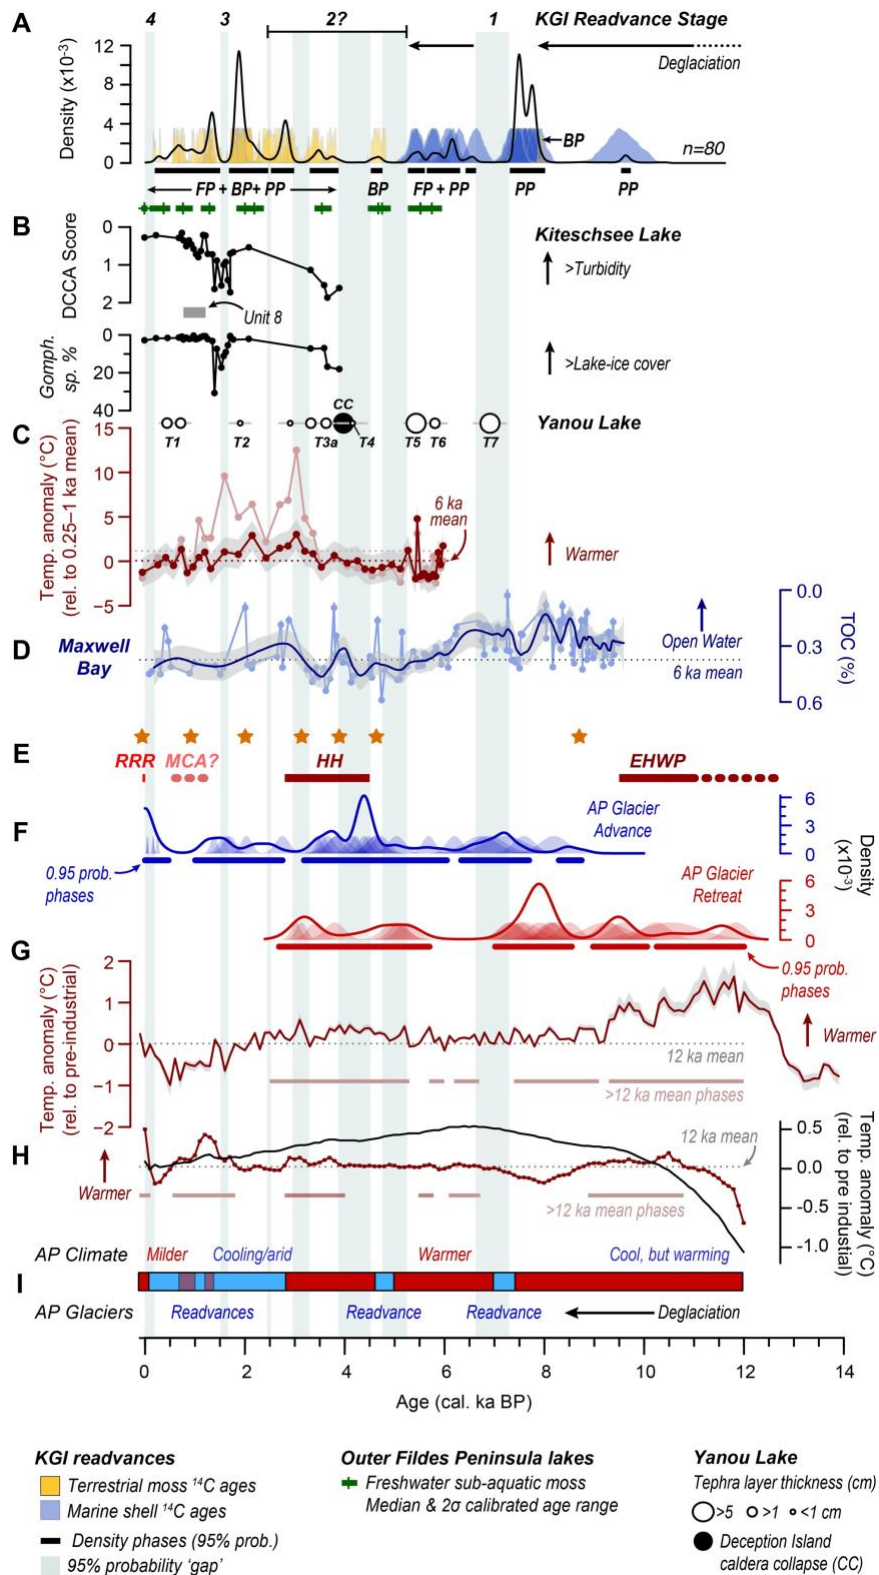 A
4 3 2? 1 KGI Readvance Stage
Deglaciation
Density (x10-3)
12
8
4
0
BP
n=80
FP + BP+ PP BP FP + PP PP PP
B
DCCA Score
0
1
2
Kiteschsee Lake
>Turbidity
Unit 8
Gomph. sp. %
0
20
40
>Lake-ice cover
C
CC
T1 T2 T3a T4 T5 T6 T7
Yanou Lake
Temp. anomaly (°C)
(rel. to 0.25–1 ka mean)
15
10
5
0
−5
6 ka
mean
Warmer
D
Maxwell
Bay
Open Water
6 ka mean
TOC (%)
0.0
0.3
0.6
E
RRR MCA? HH EHWP
F
AP Glacier
Advance
0.95 prob.
phases
6
3
0
Density
(x10-3)
AP Glacier
Retreat
6
3
0
0.95 prob.
phases
G
Temp. anomaly (°C)
(rel. to pre-industrial)
2
1
0
−1
−2
Warmer
12 ka mean
>12 ka mean phases
H
Warmer
12 ka mean
>12 ka mean phases
0.5
0.0
-0.5
-1.0
Temp. anomaly (°C)
(rel. to pre industial)
AP Climate Milder Cooling/arid Warmer Cool, but warming
I
AP Glaciers Readvances Readvance Readvance Deglaciation
0 2 4 6 8 10 12 14
Age (cal. ka BP)
KGI readvances
Terrestrial moss 14C ages
Marine shell 14C ages
Density phases (95% prob.)
95% probability ‘gap’
Outer Fildes Peninsula lakes
Freshwater sub-aquatic moss
Median & 2σ calibrated age range
Yanou Lake
Tephra layer thickness (cm)
>5 >1 <1 cm
Deception Island
caldera collapse (CC)